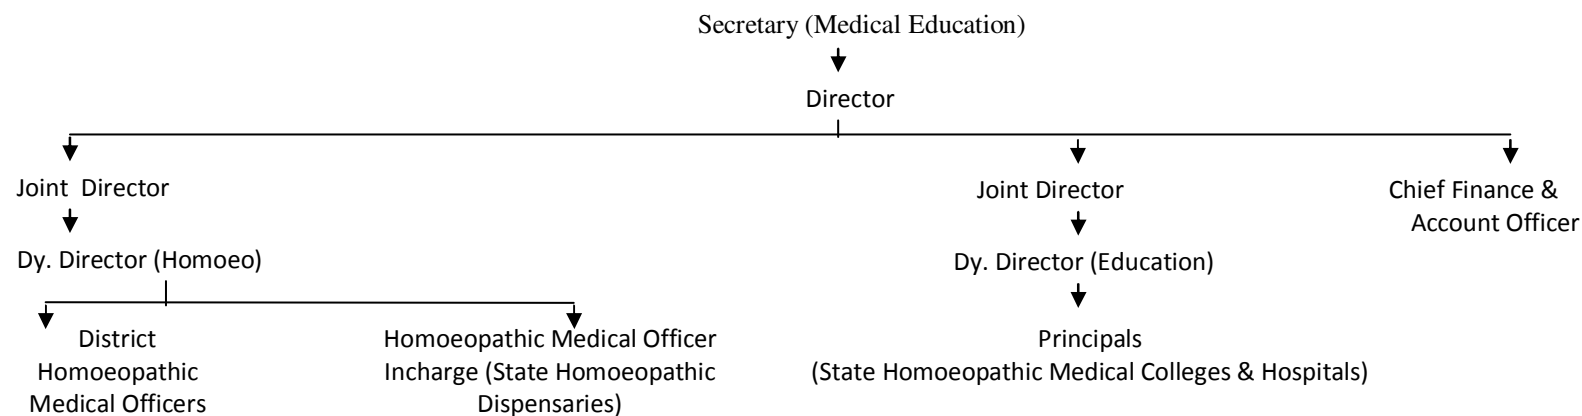 Secretary (Medical Education)
Director
Joint Director
Joint Director
Chief Finance &
Account Officer
Dy. Director (Homoeo)
Dy. Director (Education)
District
Homoeopathic
Medical Officers
Homoeopathic Medical Officer
Incharge (State Homoeopathic
Dispensaries)
Principals
(State Homoeopathic Medical Colleges & Hospitals)